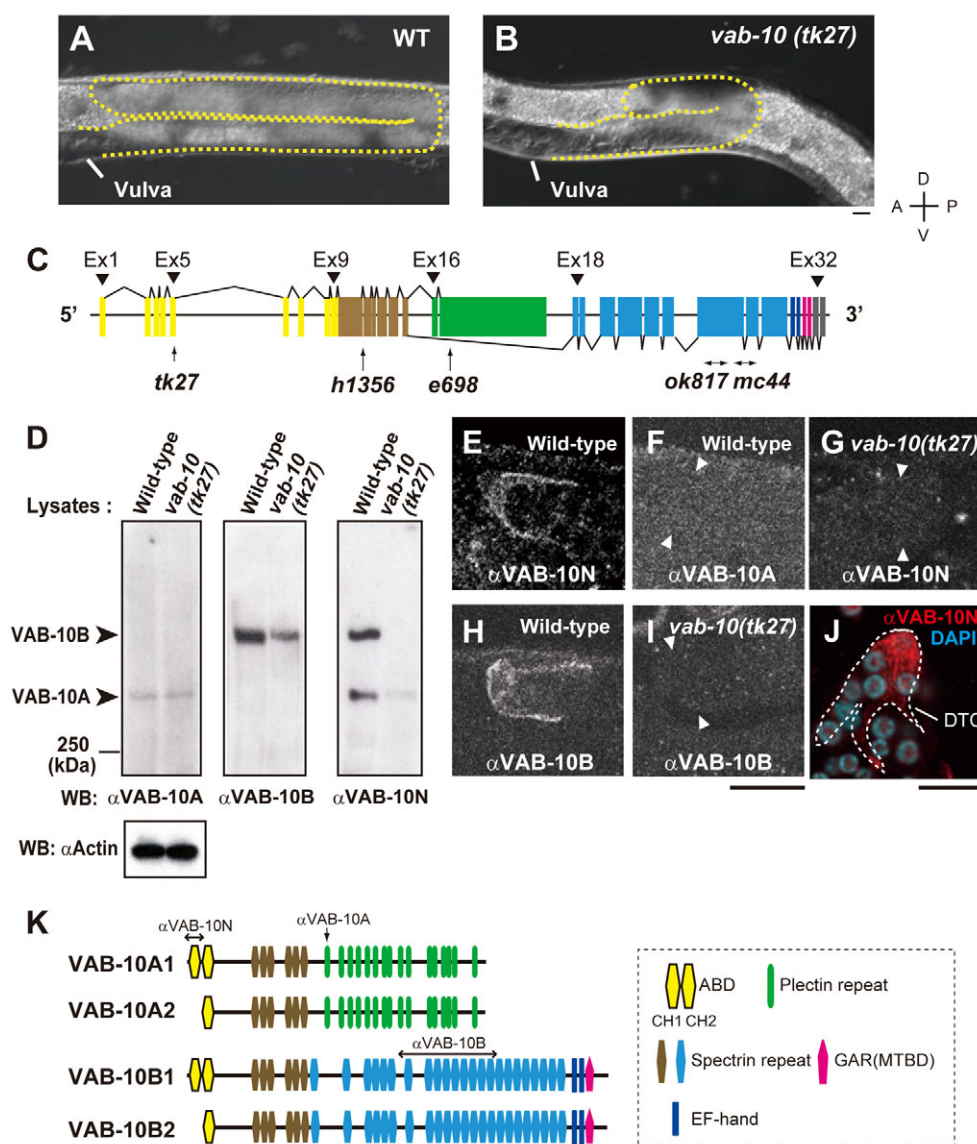 A WT
Vulva
B vab-10 (tk27)
Vulva
D
A P
V
C
Ex1 Ex5 Ex9 Ex16 Ex18 Ex32
5’ 3’
tk27 h1356 e698 ok817 mc44
D
Lysates :
Wild-type
vab-10 (tk27)
Wild-type
vab-10 (tk27)
Wild-type
vab-10 (tk27)
VAB-10B
VAB-10A
250
(kDa)
WB: αVAB-10A αVAB-10B αVAB-10N
WB: αActin
E Wild-type
αVAB-10N
F Wild-type
αVAB-10A
G vab-10(tk27)
αVAB-10N
H Wild-type
αVAB-10B
I vab-10(tk27)
αVAB-10B
J αVAB-10N
DAPI
DTC
K
αVAB-10N αVAB-10A
VAB-10A1
VAB-10A2
αVAB-10B
VAB-10B1
VAB-10B2
ABD Plectin repeat
CH1 CH2
Spectrin repeat GAR(MTBD)
EF-hand